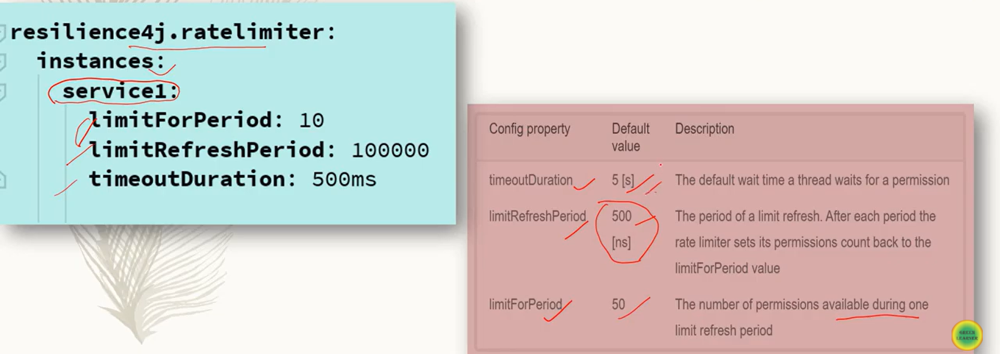 resilience4j.ratelimiter:
instances:
service1:
limitForPeriod: 10
limitRefreshPeriod: 100000
timeoutDuration: 500ms
Config property Default value Description
timeoutDuration 5 [s] The default wait time a thread waits for a permission
limitRefreshPeriod 500 [ns] The period of a limit refresh. After each period the
rate limiter sets its permissions count back to the
limitForPeriod value
limitForPeriod 50 The number of permissions available during one
limit refresh period
GREEN
LEARNER